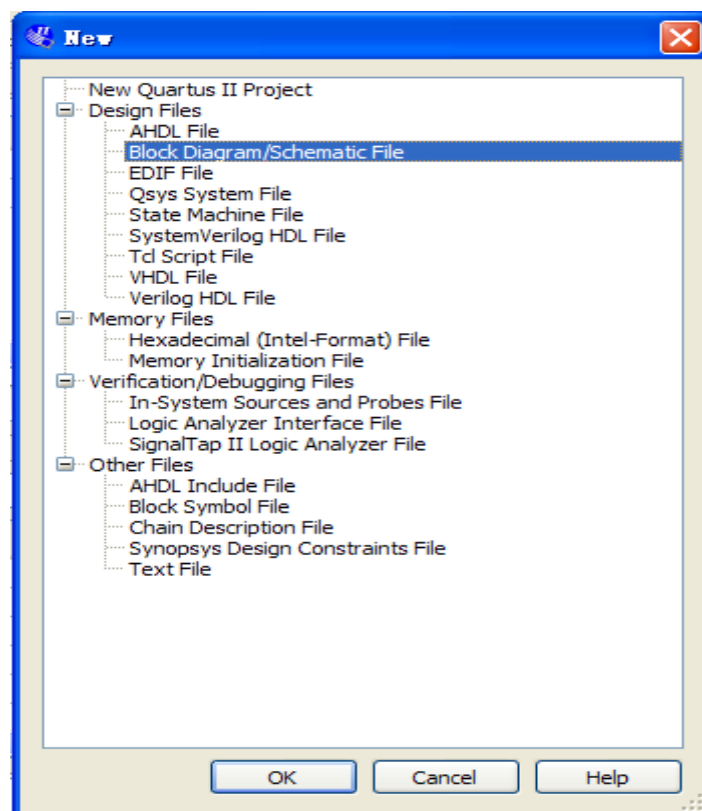 New
New Quartus II Project
Design Files
AHDL File
Block Diagram/Schematic File
EDIF File
Qsys System File
State Machine File
SystemVerilog HDL File
Tcl Script File
VHDL File
Verilog HDL File
Memory Files
Hexadecimal (Intel-Format) File
Memory Initialization File
Verification/Debugging Files
In-System Sources and Probes File
Logic Analyzer Interface File
SignalTap II Logic Analyzer File
Other Files
AHDL Include File
Block Symbol File
Chain Description File
Synopsys Design Constraints File
Text File
OK Cancel Help